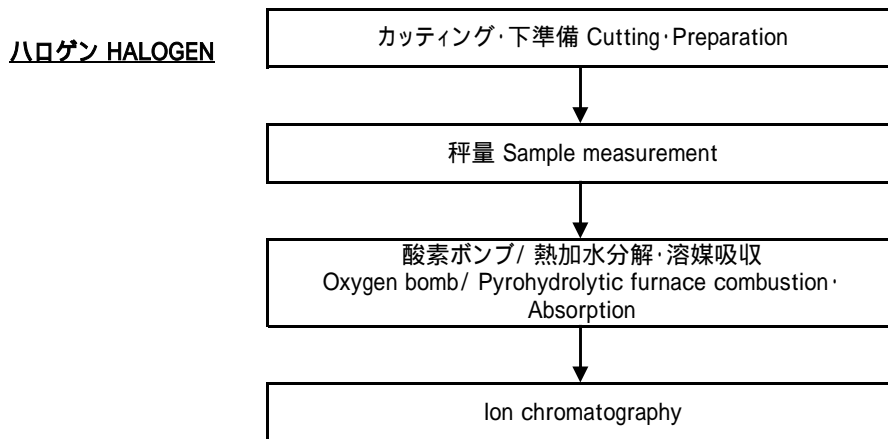 ハロゲン HALOGEN
カッティング･下準備 Cutting･Preparation
秤量 Sample measurement
酸素ボンブ/ 熱加水分解･溶媒吸収
Oxygen bomb/ Pyrohydrolytic furnace combustion･
Absorption
Ion chromatography